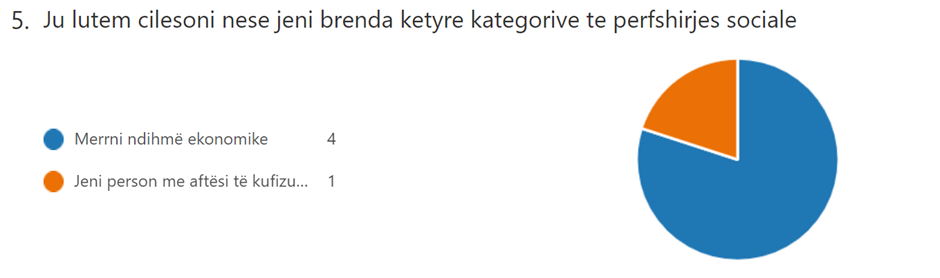 5. Ju lutem cilesoni nese jeni brenda ketyre kategorive te perfshirjes sociale
Merrni ndihmë ekonomike 4
Jeni person me aftësi të kufizu... 1